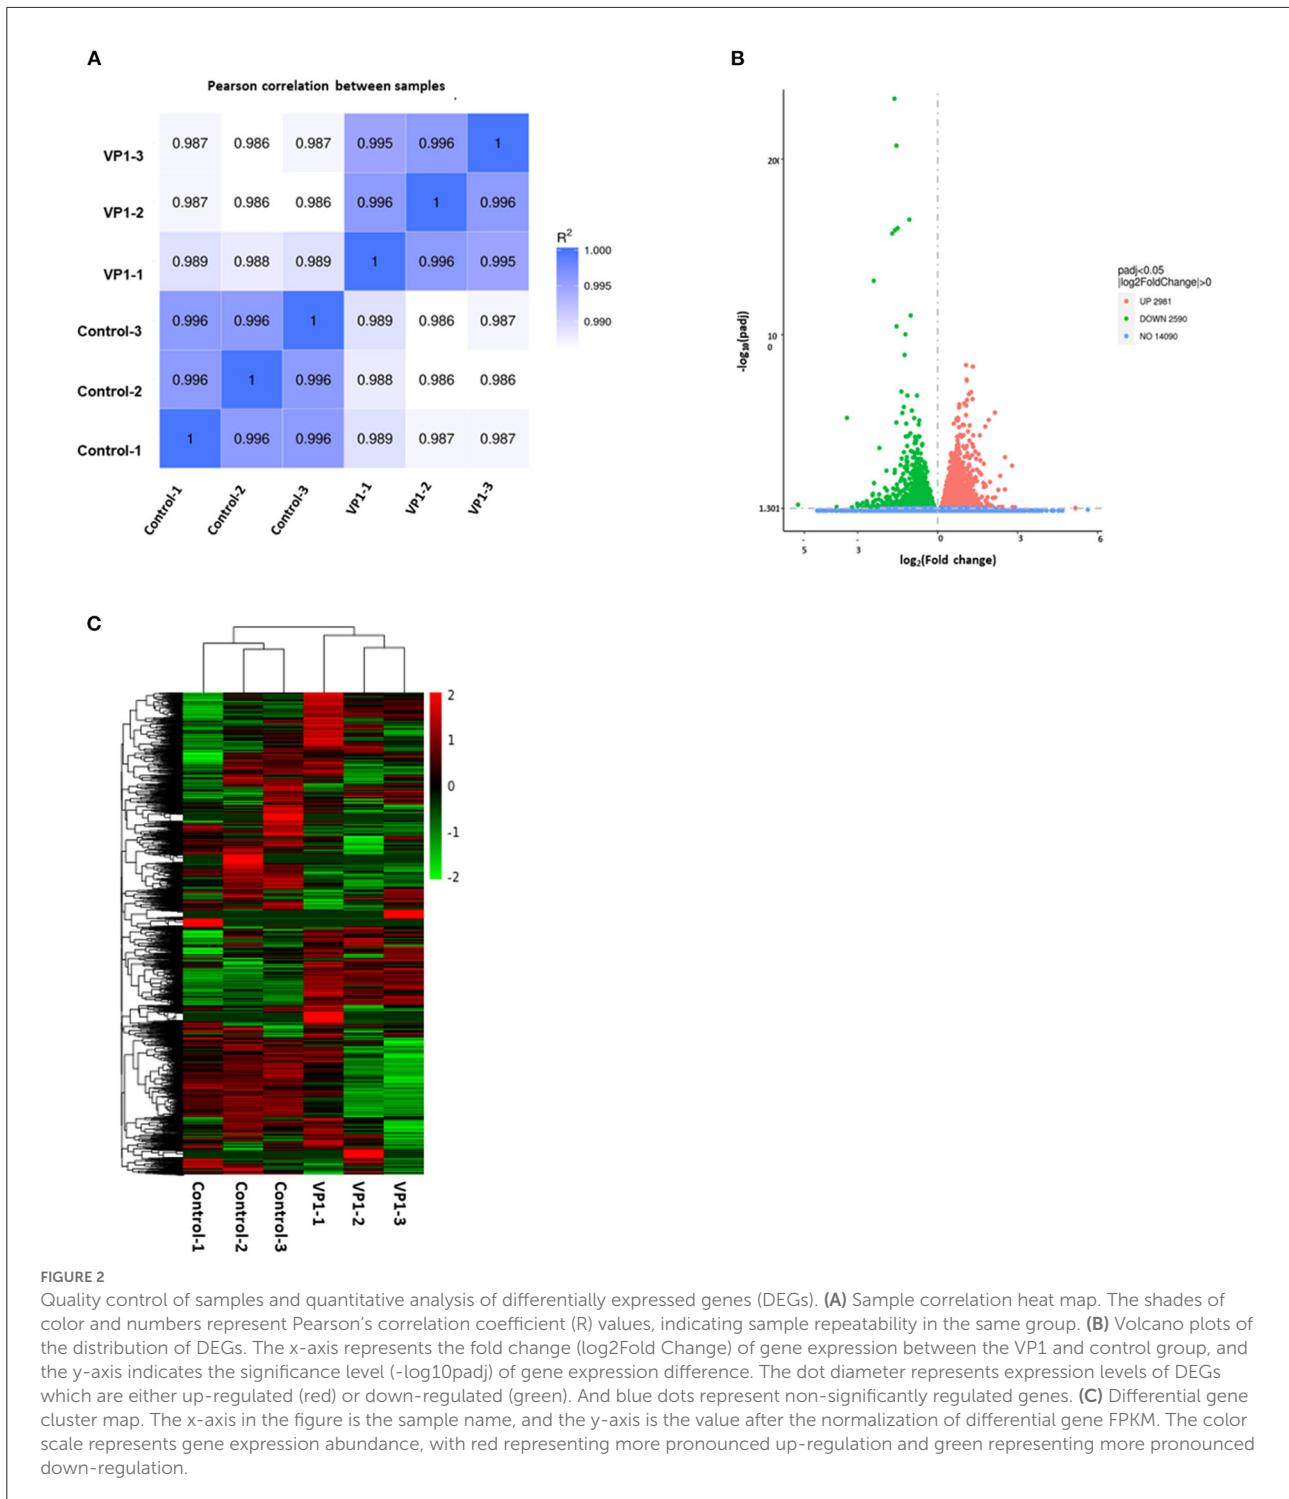 A
Pearson correlation between samples
VP1-3 0.987 0.986 0.987 0.995 0.996 1
VP1-2 0.987 0.986 0.986 0.996 1 0.996
VP1-1 0.989 0.988 0.989 1 0.996 0.995
Control-3 0.996 0.996 1 0.989 0.986 0.987
Control-2 0.996 1 0.996 0.988 0.986 0.986
Control-1 1 0.996 0.996 0.989 0.987 0.987
Control-1 Control-2 Control-3 VP1-1 VP1-2 VP1-3
R²
1.000
0.995
0.990
B
20
10
0
1.301
-
5
-
3
0
3
6
log₂(Fold change)
padj<0.05
|log2FoldChange|>0
UP 2981
DOWN 2590
NO 14090
C
2
1
0
-1
-2
Control-1
Control-2
Control-3
VP1-1
VP1-2
VP1-3
FIGURE 2
Quality control of samples and quantitative analysis of differentially expressed genes (DEGs). (A) Sample correlation heat map. The shades of
color and numbers represent Pearson's correlation coefficient (R) values, indicating sample repeatability in the same group. (B) Volcano plots of
the distribution of DEGs. The x-axis represents the fold change (log2Fold Change) of gene expression between the VP1 and control group, and
the y-axis indicates the significance level (-log10padj) of gene expression difference. The dot diameter represents expression levels of DEGs
which are either up-regulated (red) or down-regulated (green). And blue dots represent non-significantly regulated genes. (C) Differential gene
cluster map. The x-axis in the figure is the sample name, and the y-axis is the value after the normalization of differential gene FPKM. The color
scale represents gene expression abundance, with red representing more pronounced up-regulation and green representing more pronounced
down-regulation.